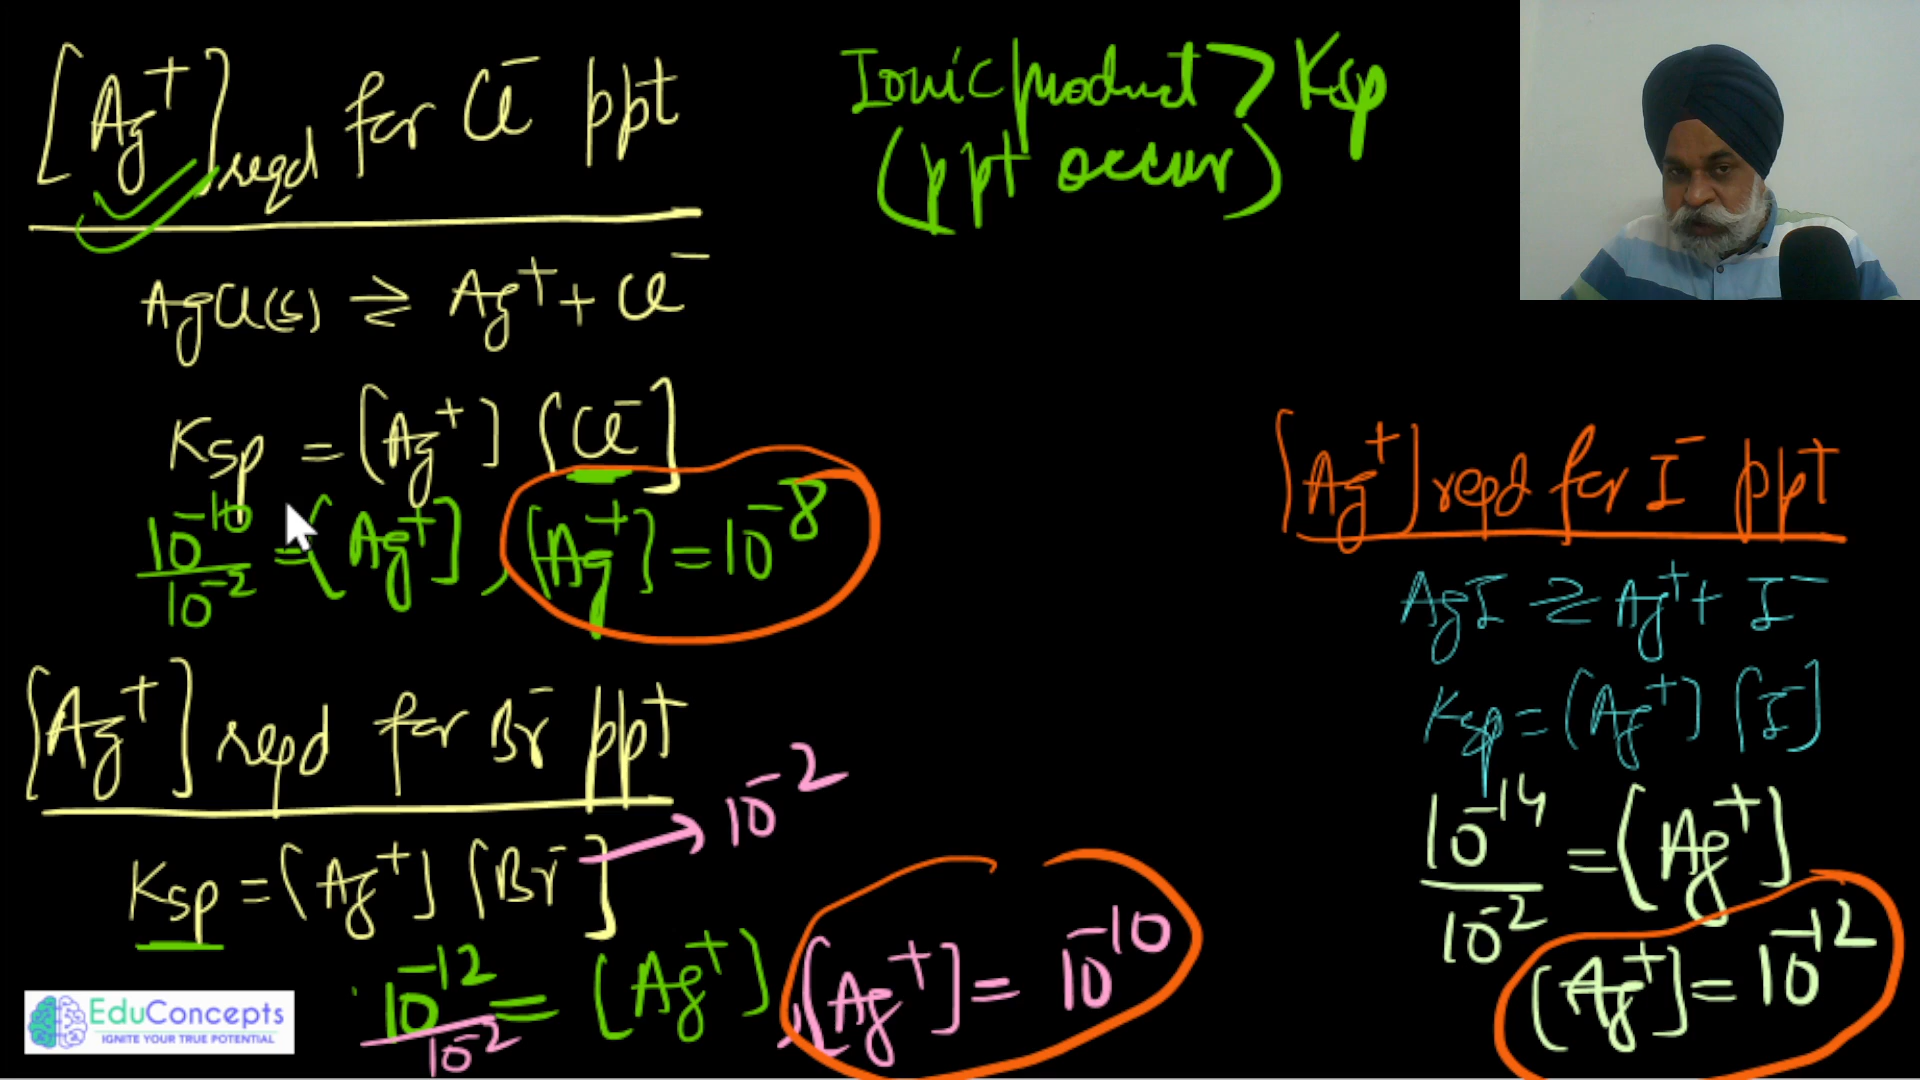 [Ag⁺]reqd for Cl⁻ ppt
AgCl(s) ⇌ Ag⁺ + Cl⁻
Ksp = [Ag⁺] [Cl⁻]
10⁻¹⁰/10⁻² = [Ag⁺], [Ag⁺] = 10⁻⁸
[Ag⁺] reqd for Br⁻ ppt
Ksp = [Ag⁺] [Br⁻] → 10⁻²
10⁻¹²/10⁻² = [Ag⁺], [Ag⁺] = 10⁻¹⁰
Ionic product > Ksp
(ppt occur)
[Ag⁺] reqd for I⁻ ppt
AgI ⇌ Ag⁺ + I⁻
Ksp = [Ag⁺] [I⁻]
10⁻¹⁴/10⁻² = [Ag⁺]
[Ag⁺] = 10⁻¹²
EduConcepts
IGNITE YOUR TRUE POTENTIAL